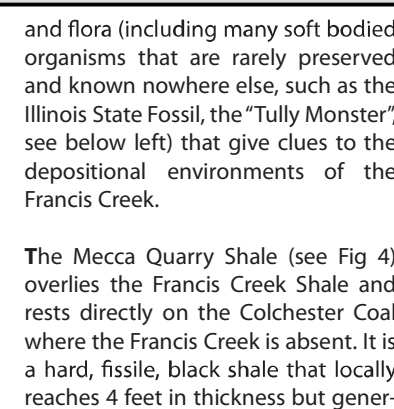 and flora (including many soft bodied
organisms that are rarely preserved
and known nowhere else, such as the
Illinois State Fossil, the “Tully Monster”,
see below left) that give clues to the
depositional environments of the
Francis Creek.

The Mecca Quarry Shale (see Fig 4)
overlies the Francis Creek Shale and
rests directly on the Colchester Coal
where the Francis Creek is absent. It is
a hard, fissile, black shale that locally
reaches 4 feet in thickness but gener-